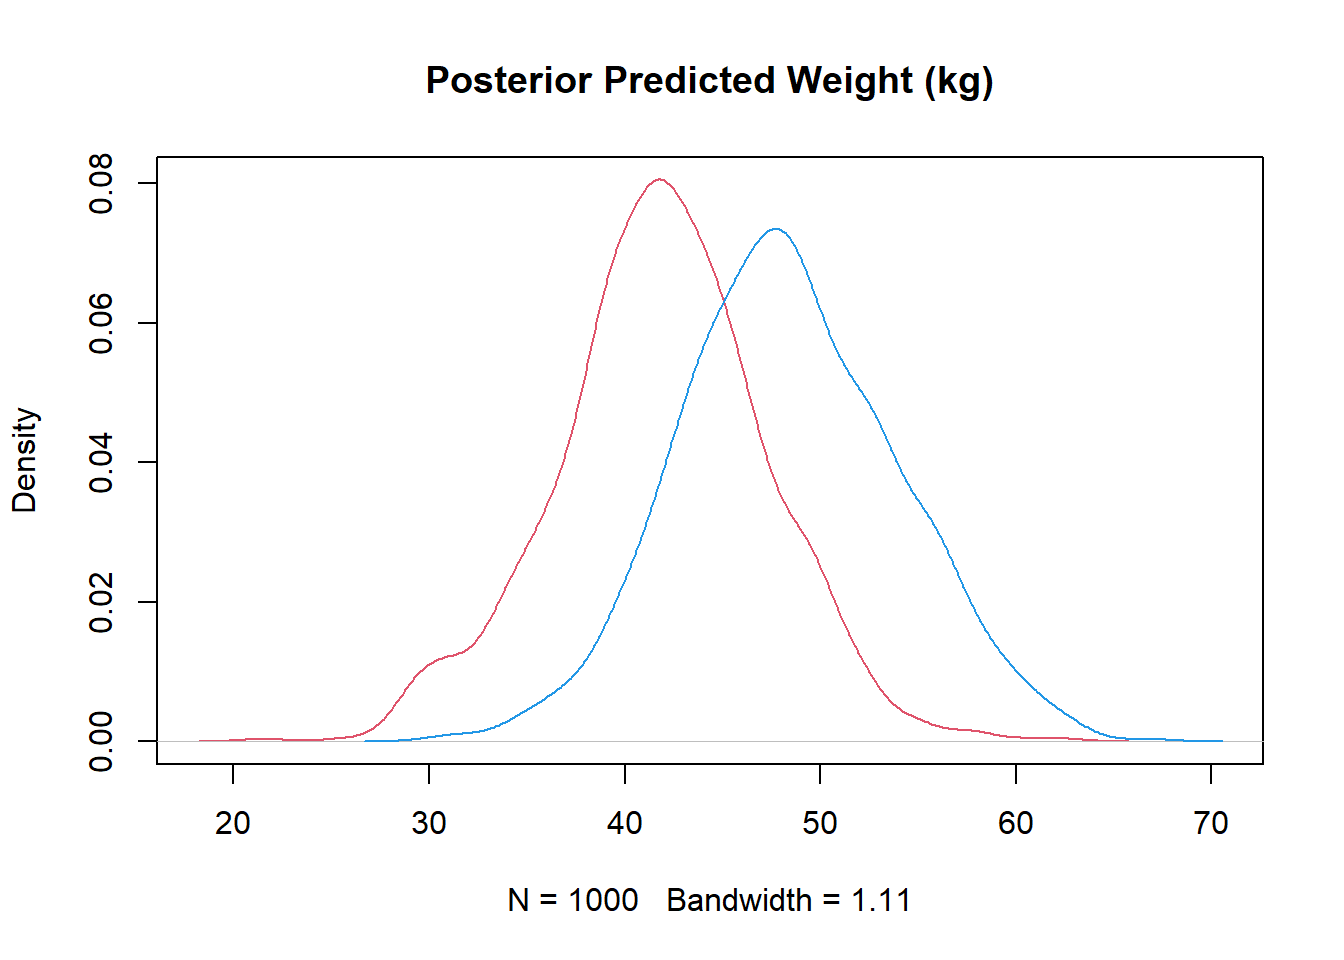 Posterior Predicted Weight (kg)
Density
0.08
0.06
0.04
0.02
0.00
20 30 40 50 60 70
N = 1000 Bandwidth = 1.11